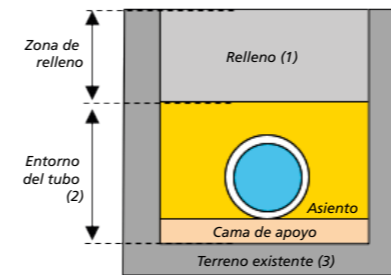 Zona de
relleno
Relleno (1)
Entorno
del tubo
(2)
Asiento
Cama de apoyo
Terreno existente (3)